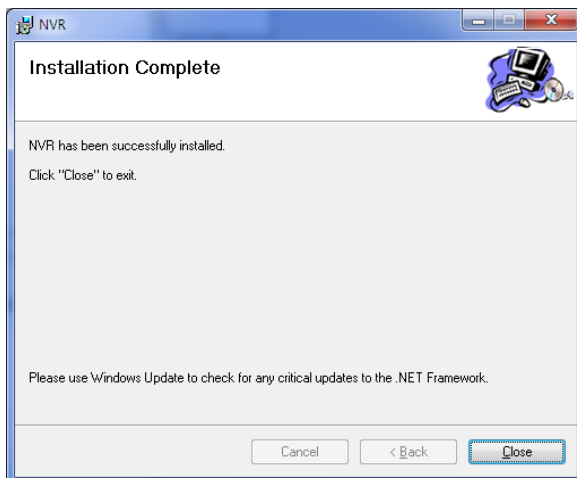 NVR
Installation Complete
NVR has been successfully installed.
Click "Close" to exit.
Please use Windows Update to check for any critical updates to the .NET Framework.
Cancel
< Back
Close